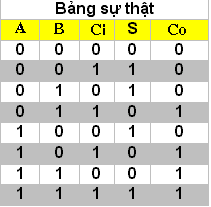 Bảng sự thật
A B Ci S Co
0 0 0 0 0
0 0 1 1 0
0 1 0 1 0
0 1 1 0 1
1 0 0 1 0
1 0 1 0 1
1 1 0 0 1
1 1 1 1 1